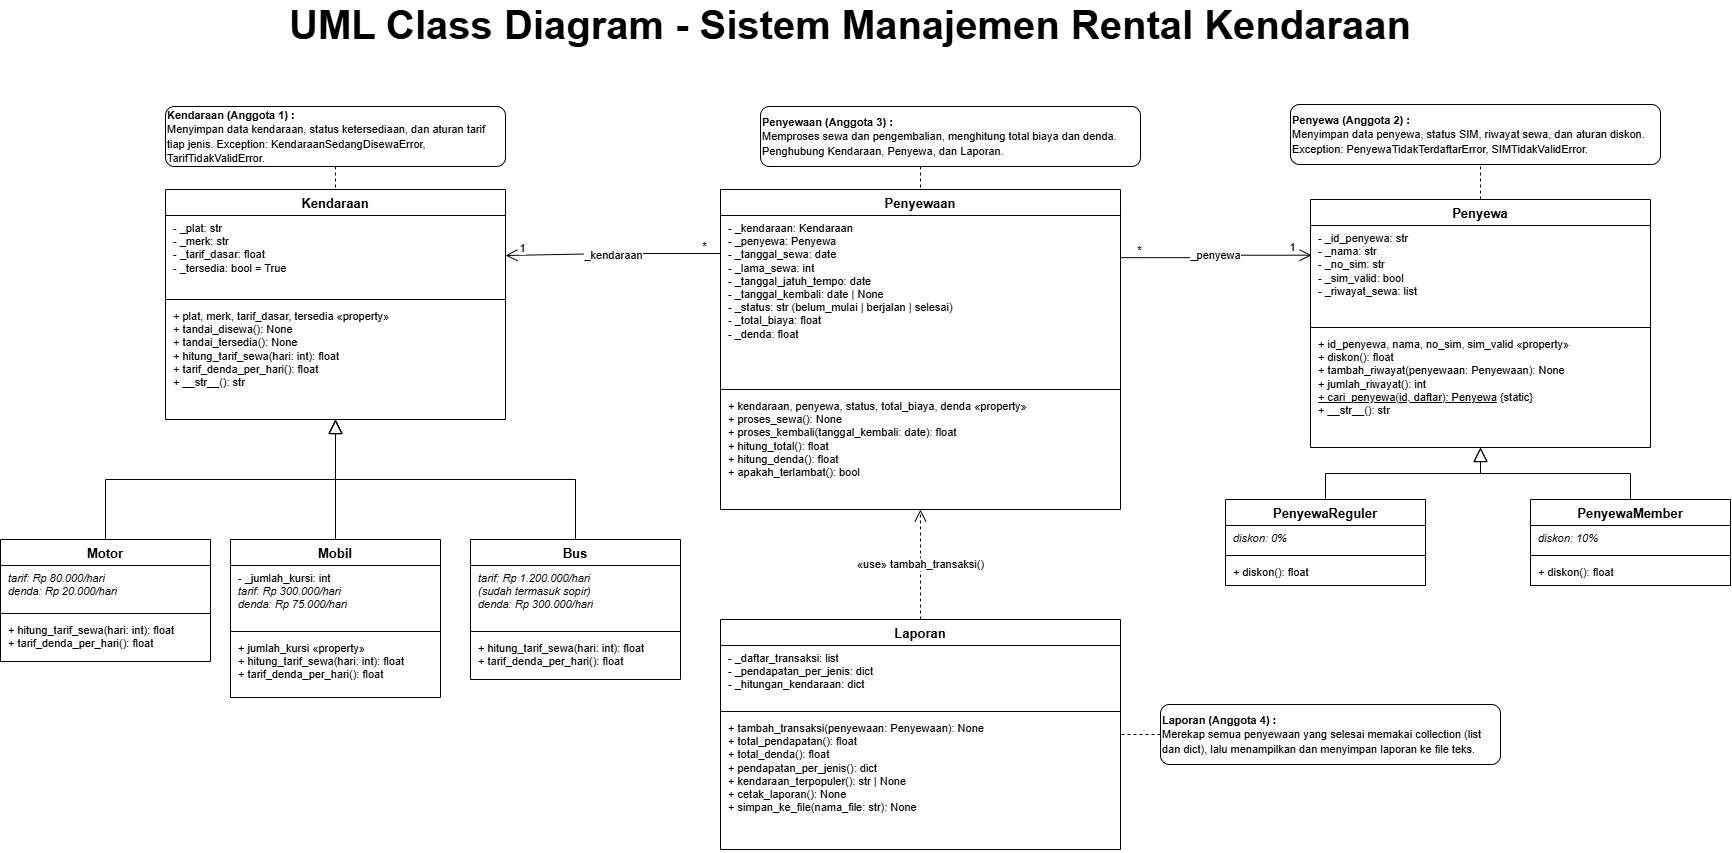 UML Class Diagram - Sistem Manajemen Rental Kendaraan
Kendaraan (Anggota 1) :
Menyimpan data kendaraan, status ketersediaan, dan aturan tarif
tiap jenis. Exception: KendaraanSedangDisewaError,
TarifTidakValidError.
Penyewaan (Anggota 3) :
Memproses sewa dan pengembalian, menghitung total biaya dan denda.
Penghubung Kendaraan, Penyewa, dan Laporan.
Penyewa (Anggota 2) :
Menyimpan data penyewa, status SIM, riwayat sewa, dan aturan diskon.
Exception: PenyewaTidakTerdaftarError, SIMTidakValidError.
Kendaraan
- _plat: str
- _merk: str
- _tarif_dasar: float
- _tersedia: bool = True
+ plat, merk, tarif_dasar, tersedia «property»
+ tandai_disewa(): None
+ tandai_tersedia(): None
+ hitung_tarif_sewa(hari: int): float
+ tarif_denda_per_hari(): float
+ __str__(): str
1
_kendaraan
*
Penyewaan
- _kendaraan: Kendaraan
- _penyewa: Penyewa
- _tanggal_sewa: date
- _lama_sewa: int
- _tanggal_jatuh_tempo: date
- _tanggal_kembali: date | None
- _status: str (belum_mulai | berjalan | selesai)
- _total_biaya: float
- _denda: float
+ kendaraan, penyewa, status, total_biaya, denda «property»
+ proses_sewa(): None
+ proses_kembali(tanggal_kembali: date): float
+ hitung_total(): float
+ hitung_denda(): float
+ apakah_terlambat(): bool
*
_penyewa
1
Penyewa
- _id_penyewa: str
- _nama: str
- _no_sim: str
- _sim_valid: bool
- _riwayat_sewa: list
+ id_penyewa, nama, no_sim, sim_valid «property»
+ diskon(): float
+ tambah_riwayat(penyewaan: Penyewaan): None
+ jumlah_riwayat(): int
+ cari_penyewa(id, daftar): Penyewa {static}
+ __str__(): str
Motor
tarif: Rp 80.000/hari
denda: Rp 20.000/hari
+ hitung_tarif_sewa(hari: int): float
+ tarif_denda_per_hari(): float
Mobil
- _jumlah_kursi: int
tarif: Rp 300.000/hari
denda: Rp 75.000/hari
+ jumlah_kursi «property»
+ hitung_tarif_sewa(hari: int): float
+ tarif_denda_per_hari(): float
Bus
tarif: Rp 1.200.000/hari
(sudah termasuk sopir)
denda: Rp 300.000/hari
+ hitung_tarif_sewa(hari: int): float
+ tarif_denda_per_hari(): float
«use» tambah_transaksi()
PenyewaReguler
diskon: 0%
+ diskon(): float
PenyewaMember
diskon: 10%
+ diskon(): float
Laporan
- _daftar_transaksi: list
- _pendapatan_per_jenis: dict
- _hitungan_kendaraan: dict
+ tambah_transaksi(penyewaan: Penyewaan): None
+ total_pendapatan(): float
+ total_denda(): float
+ pendapatan_per_jenis(): dict
+ kendaraan_terpopuler(): str | None
+ cetak_laporan(): None
+ simpan_ke_file(nama_file: str): None
Laporan (Anggota 4) :
Merekap semua penyewaan yang selesai memakai collection (list
dan dict), lalu menampilkan dan menyimpan laporan ke file teks.